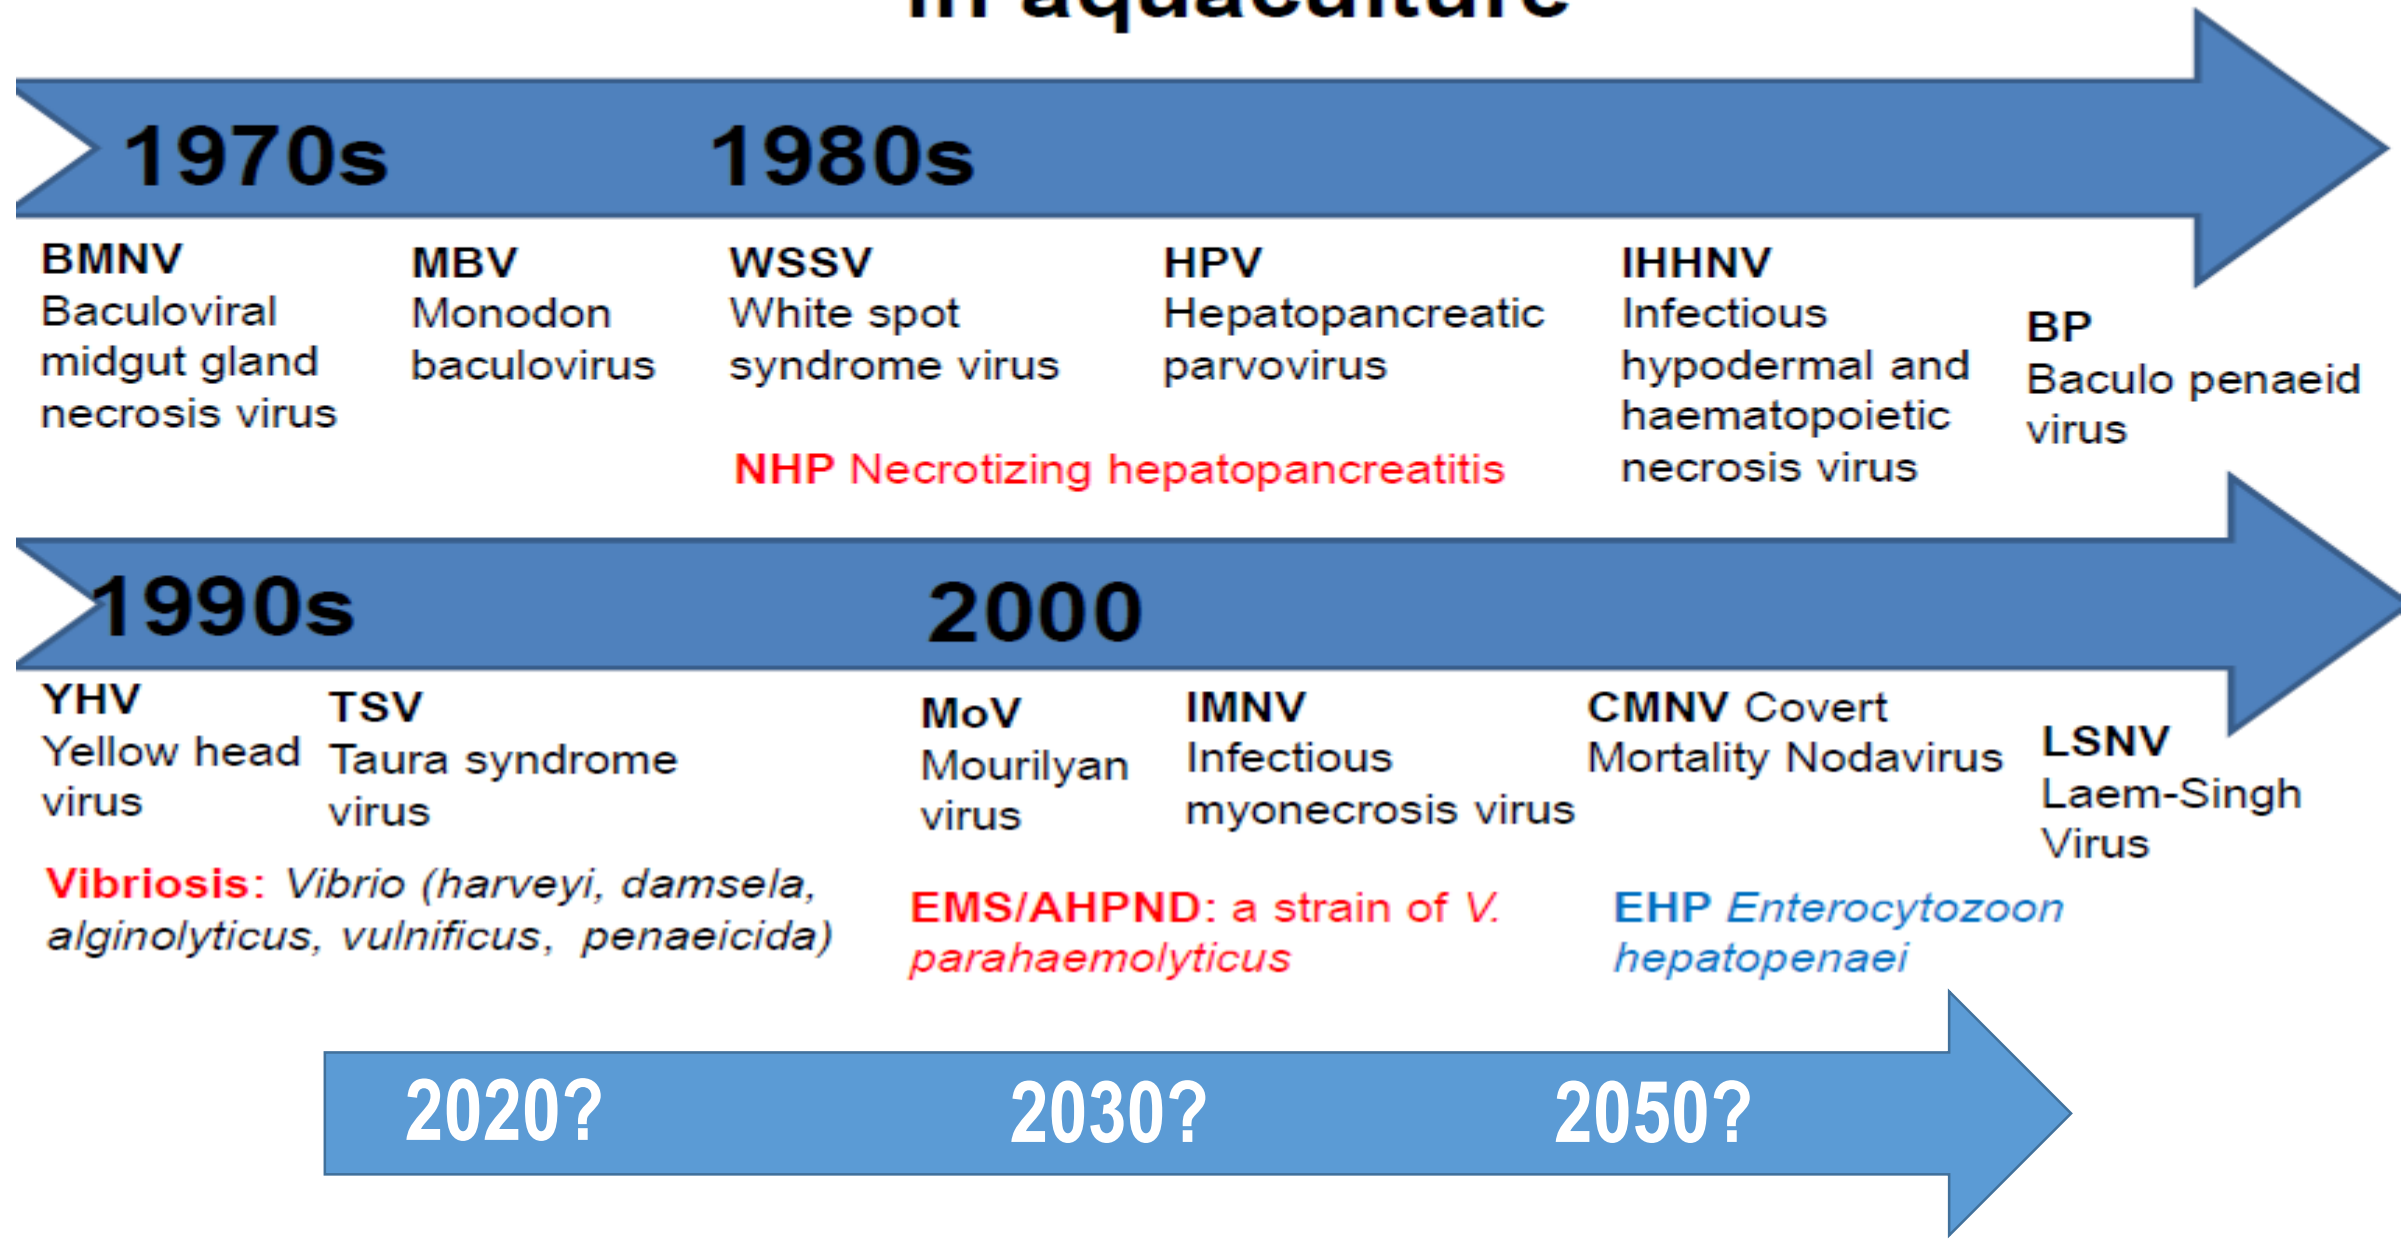 in aquaculture
1970s 1980s
BMNV
Baculoviral
midgut gland
necrosis virus
MBV
Monodon
baculovirus
WSSV
White spot
syndrome virus
HPV
Hepatopancreatic
parvovirus
IHHNV
Infectious
hypodermal and
haematopoietic
necrosis virus
BP
Baculo penaeid
virus
NHP Necrotizing hepatopancreatitis
1990s 2000
YHV
Yellow head
virus
TSV
Taura syndrome
virus
MoV
Mourilyan
virus
IMNV
Infectious
myonecrosis virus
CMNV Covert
Mortality Nodavirus
LSNV
Laem-Singh
Virus
Vibriosis: Vibrio (harveyi, damsela,
alginolyticus, vulnificus, penaeicida)
EMS/AHPND: a strain of V.
parahaemolyticus
EHP Enterocytozoon
hepatopenaei
2020? 2030? 2050?